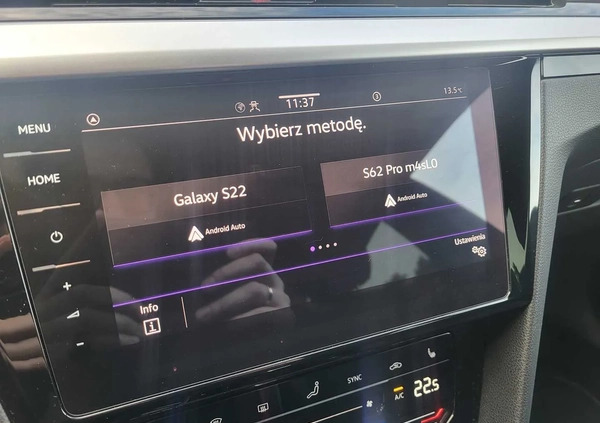 11:37
3
13.5°C
MENU
HOME
Wybierz metodę.
Galaxy S22
Android Auto
S62 Pro m4sL0
Android Auto
Ustawienia
Info
SYNC
A/C
22.5